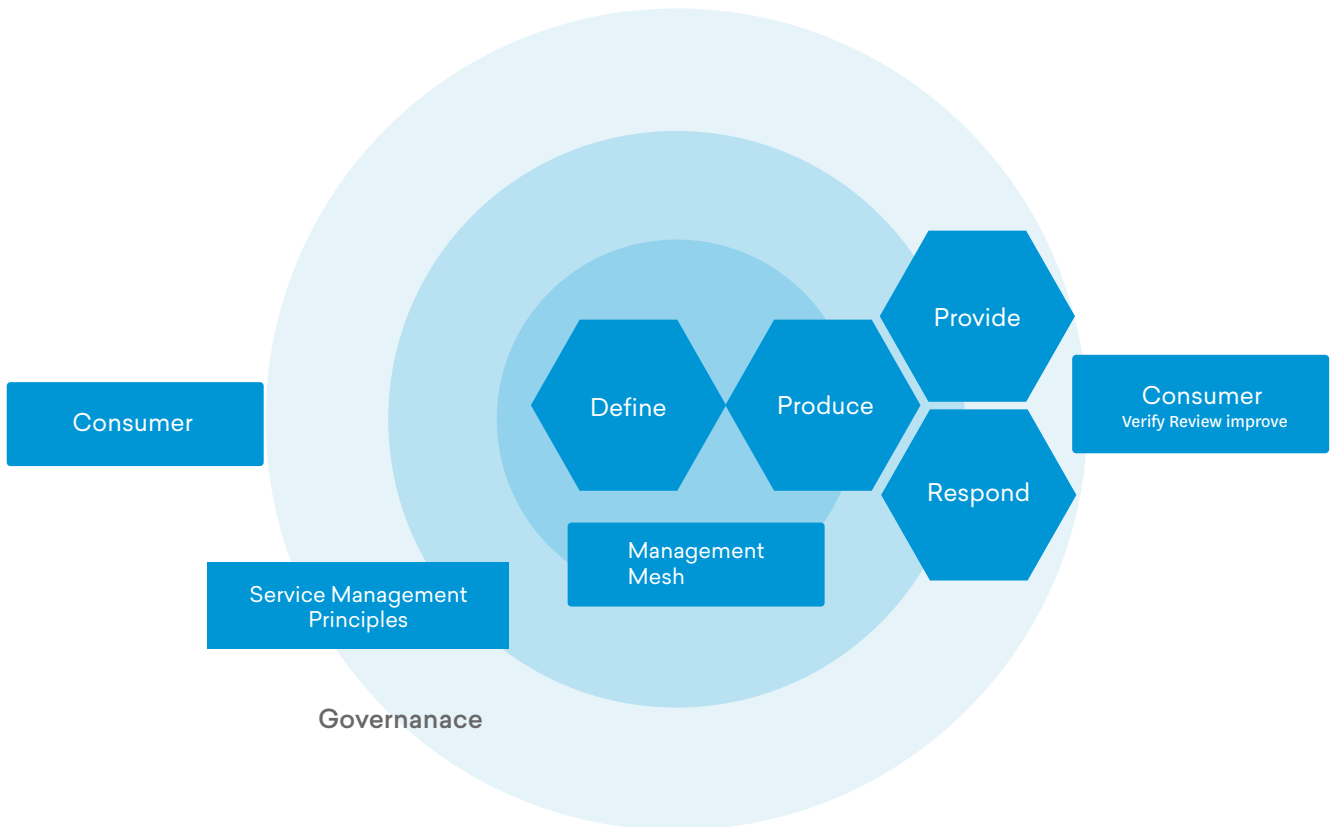 Provide
Consumer
Define
Produce
Consumer
Verify Review improve
Respond
Management
Mesh
Service Management
Principles
Governanace